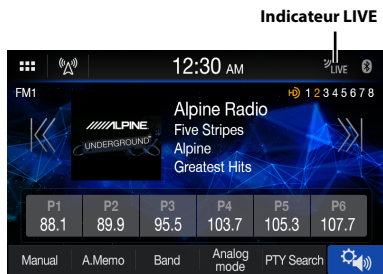 Indicateur LIVE
12:30 AM
LIVE
FM1
HD 1 2 3 4 5 6 7 8
Alpine Radio
Five Stripes
Alpine
Greatest Hits
ALPINE
UNDERGROUND
P1 P2 P3 P4 P5 P6
88.1 89.9 95.5 103.7 105.3 107.7
Manual A.Memo Band Analog mode PTY Search